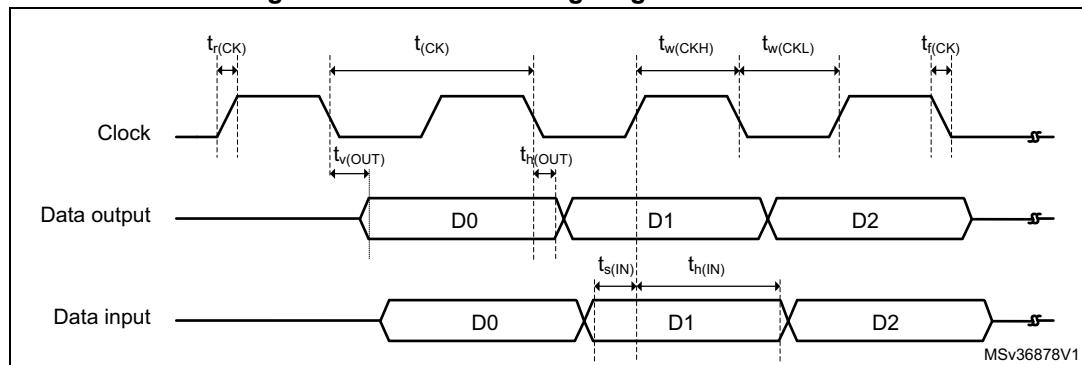 t_r(CK) t_(CK) t_w(CKH) t_w(CKL) t_f(CK)
Clock
t_v(OUT) t_h(OUT)
Data output D0 D1 D2
t_s(IN) t_h(IN)
Data input D0 D1 D2
MSv36878V1